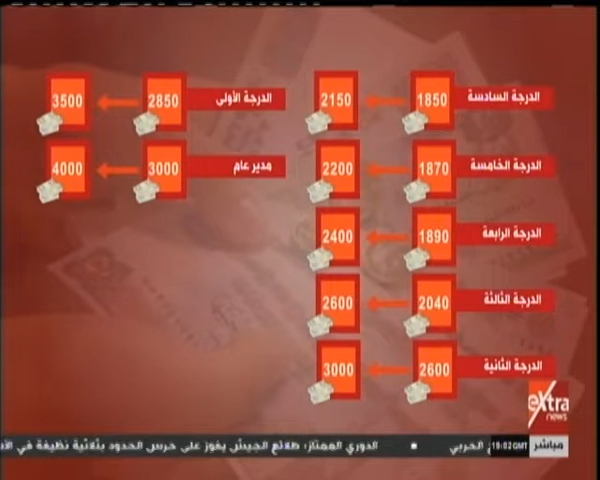 الدرجة السادسة 1850 2150
الدرجة الخامسة 1870 2200
الدرجة الرابعة 1890 2400
الدرجة الثالثة 2040 2600
الدرجة الثانية 2600 3000
الدرجة الأولى 2850 3500
مدير عام 3000 4000
extra
news
مباشر
19:02GMT
الحربي
الدوري الممتاز: طلائع الجيش يفوز على حرس الحدود بثلاثية نظيفة في